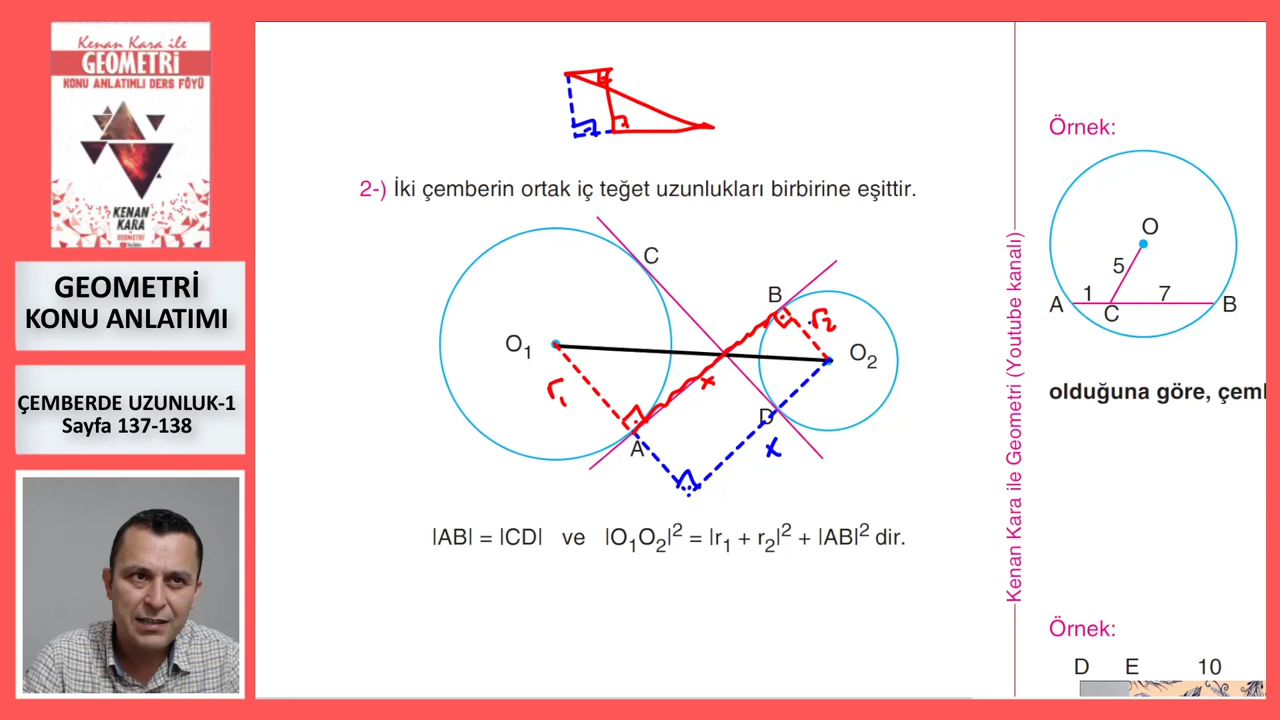 Kenan Kara ile
GEOMETRİ
KONU ANLATIMLI DERS FÖYÜ
KENAN
KARA
GEOMETRİ
YouTube
GEOMETRİ
KONU ANLATIMI
ÇEMBERDE UZUNLUK-1
Sayfa 137-138
2-) İki çemberin ortak iç teğet uzunlukları birbirine eşittir.
C
B
r2
O1
O2
r1
x
D
A
x
|AB| = |CD| ve |O1O2|² = |r1 + r2|² + |AB|² dir.
Kenan Kara ile Geometri (Youtube kanalı)
Örnek:
O
5
A 1 C 7 B
olduğuna göre, çeml
Örnek:
D E 10